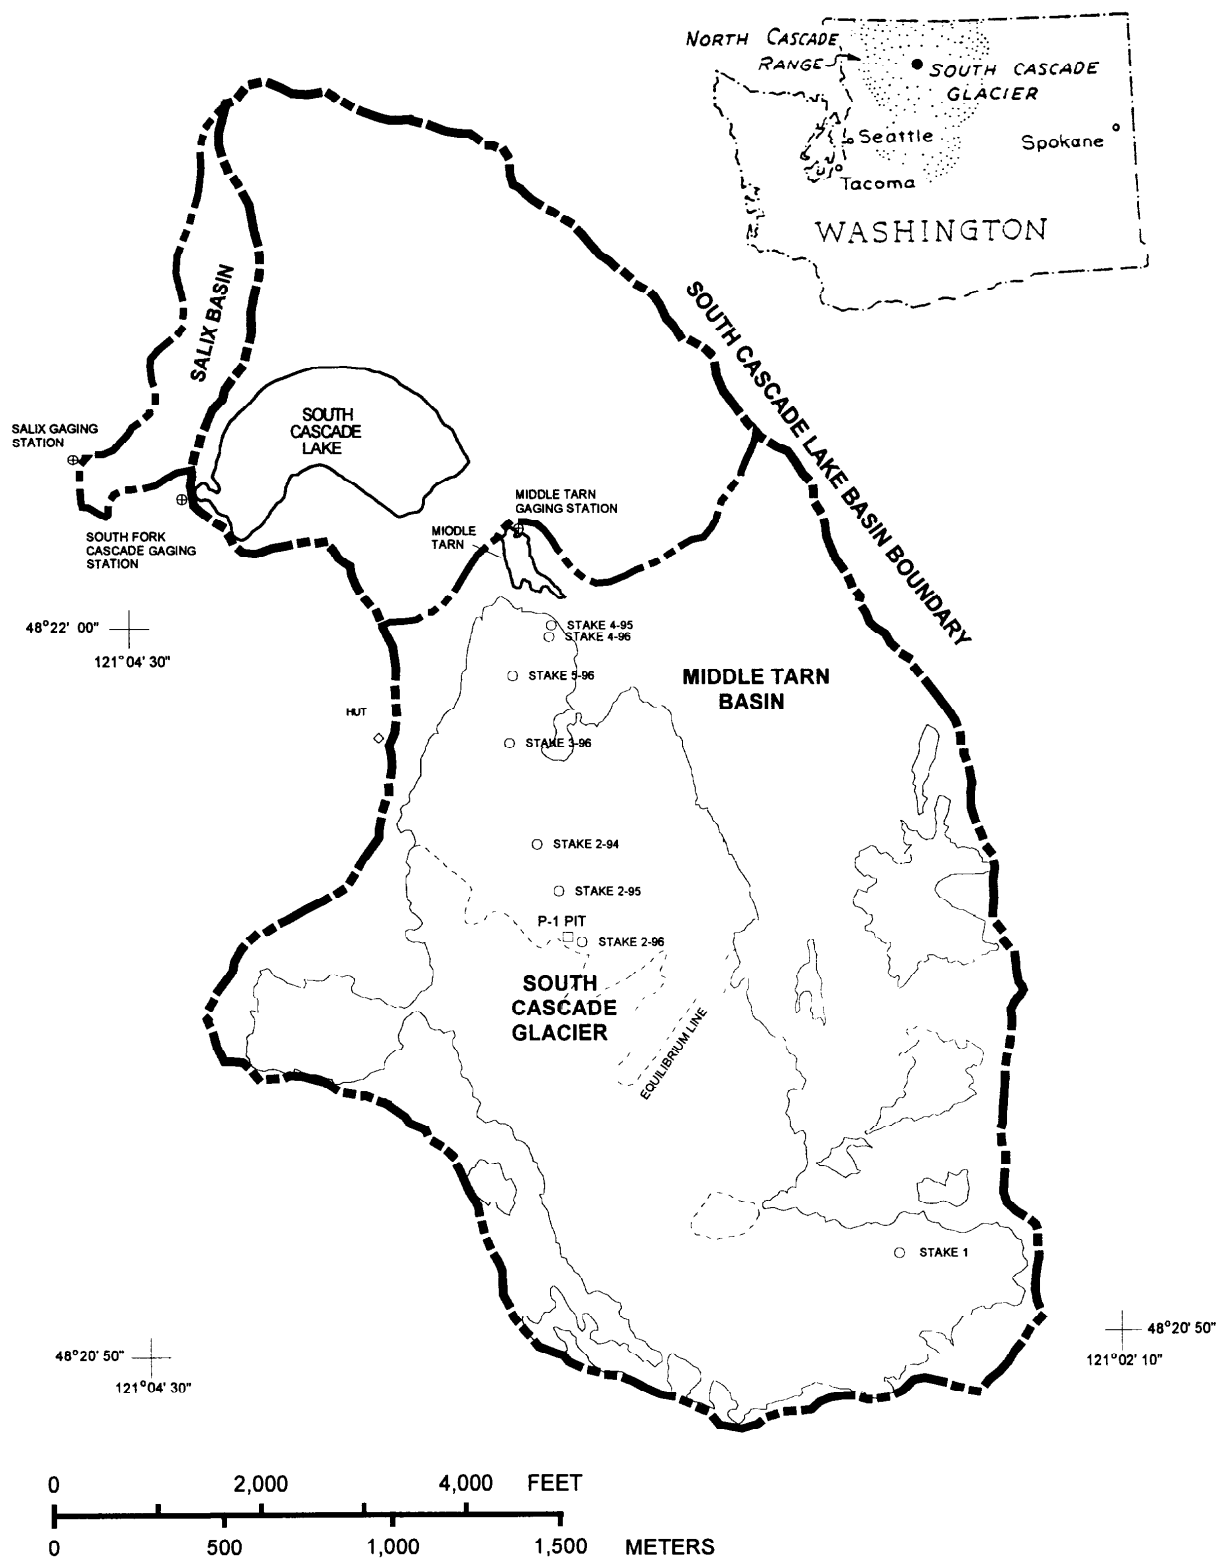 NORTH CASCADE
RANGE
SOUTH CASCADE
GLACIER
Seattle
Spokane
Tacoma
WASHINGTON
SOUTH CASCADE LAKE BASIN BOUNDARY
SALIX BASIN
SOUTH
CASCADE
LAKE
SALIX GAGING
STATION
MIDDLE TARN
GAGING STATION
MIODLE
TARN
SOUTH FORK
CASCADE GAGING
STATION
48°22' 00"
121°04' 30"
STAKE 4-95
STAKE 4-96
STAKE 5-96
MIDDLE TARN
BASIN
HUT
STAKE 3-96
STAKE 2-94
STAKE 2-95
P-1 PIT
STAKE 2-96
SOUTH
CASCADE
GLACIER
EQUILIBRIUM LINE
STAKE 1
48°20' 50"
121°02' 10"
48°20' 50"
121°04' 30"
0 2,000 4,000 FEET
0 500 1,000 1,500 METERS